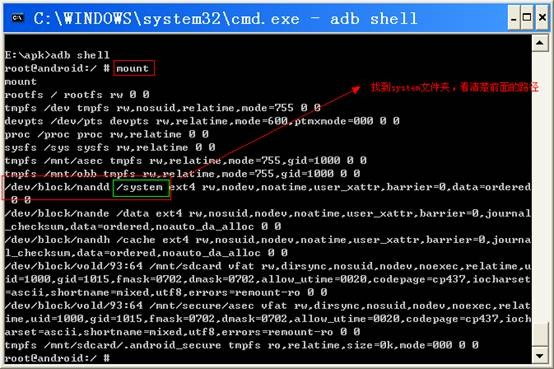 C:\WINDOWS\system32\cmd.exe - adb shell
E:\apk>adb shell
root@android:/ # mount
mount
rootfs / rootfs rw 0 0
tmpfs /dev tmpfs rw,nosuid,relatime,mode=755 0 0
devpts /dev/pts devpts rw,relatime,mode=600,ptmxmode=000 0 0
proc /proc proc rw,relatime 0 0
sysfs /sys sysfs rw,relatime 0 0
tmpfs /mnt/asec tmpfs rw,relatime,mode=755,gid=1000 0 0
tmpfs /mnt/obb tmpfs rw,relatime,mode=755,gid=1000 0 0
/dev/block/nandd /system ext4 rw,nodev,noatime,user_xattr,barrier=0,data=ordered
0 0
/dev/block/nande /data ext4 rw,nosuid,nodev,noatime,user_xattr,barrier=0,journal
_checksum,data=ordered,noauto_da_alloc 0 0
/dev/block/nandh /cache ext4 rw,nosuid,nodev,noatime,user_xattr,barrier=0,journa
l_checksum,data=ordered,noauto_da_alloc 0 0
/dev/block/vold/93:64 /mnt/sdcard vfat rw,dirsync,nosuid,nodev,noexec,relatime,u
id=1000,gid=1015,fmask=0702,dmask=0702,allow_utime=0020,codepage=cp437,iocharset
=ascii,shortname=mixed,utf8,errors=remount-ro 0 0
/dev/block/vold/93:64 /mnt/secure/asec vfat rw,dirsync,nosuid,nodev,noexec,relat
ime,uid=1000,gid=1015,fmask=0702,dmask=0702,allow_utime=0020,codepage=cp437,ioch
arset=ascii,shortname=mixed,utf8,errors=remount-ro 0 0
tmpfs /mnt/sdcard/.android_secure tmpfs ro,relatime,size=0k,mode=000 0 0
root@android:/ #
找到system文件夹，看清楚前面的路径